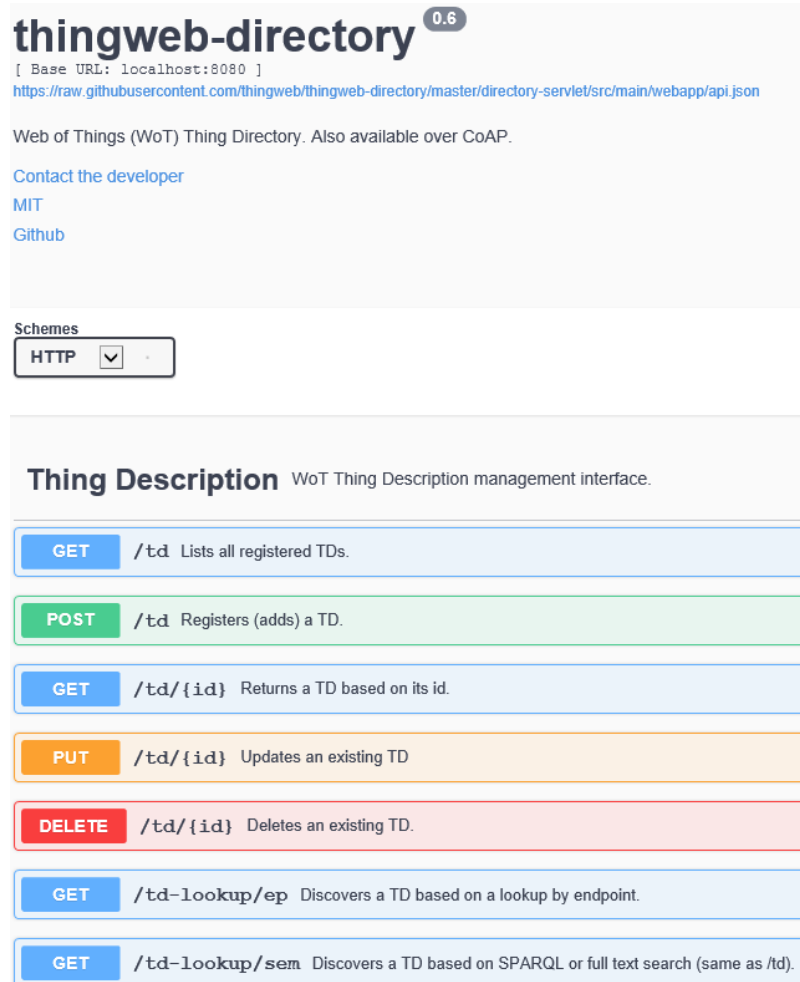 thingweb-directory 0.6
[ Base URL: localhost:8080 ]
https://raw.githubusercontent.com/thingweb/thingweb-directory/master/directory-servlet/src/main/webapp/api.json
Web of Things (WoT) Thing Directory. Also available over CoAP.
Contact the developer
MIT
Github
Schemes
HTTP
Thing Description WoT Thing Description management interface.
GET /td Lists all registered TDs.
POST /td Registers (adds) a TD.
GET /td/{id} Returns a TD based on its id.
PUT /td/{id} Updates an existing TD
DELETE /td/{id} Deletes an existing TD.
GET /td-lookup/ep Discovers a TD based on a lookup by endpoint.
GET /td-lookup/sem Discovers a TD based on SPARQL or full text search (same as /td).